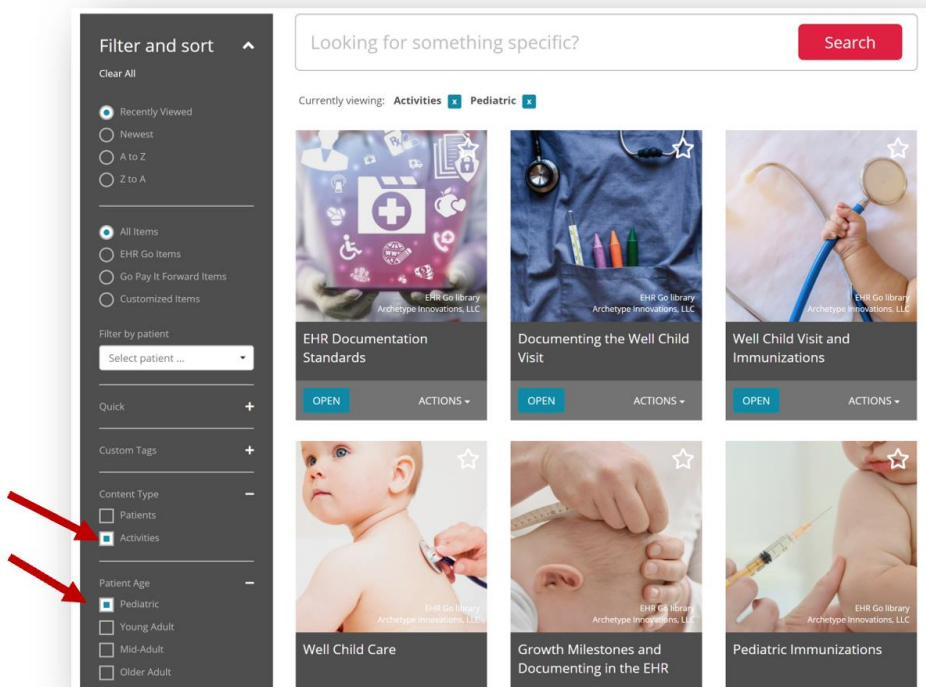 Filter and sort
Clear All
Recently Viewed
Newest
A to Z
Z to A
All Items
EHR Go Items
Go Pay It Forward Items
Customized Items
Filter by patient
Select patient ...
Quick +
Custom Tags +
Content Type −
Patients
Activities
Patient Age −
Pediatric
Young Adult
Mid-Adult
Older Adult
Looking for something specific?
Search
Currently viewing: Activities x Pediatric x
EHR Go library
Archetype Innovations, LLC
EHR Documentation
Standards
OPEN ACTIONS
EHR Go library
Archetype Innovations, LLC
Documenting the Well Child
Visit
OPEN ACTIONS
EHR Go library
Archetype Innovations, LLC
Well Child Visit and
Immunizations
OPEN ACTIONS
EHR Go library
Archetype Innovations, LLC
Well Child Care
EHR Go library
Archetype Innovations, LLC
Growth Milestones and
Documenting in the EHR
EHR Go library
Archetype Innovations, LLC
Pediatric Immunizations